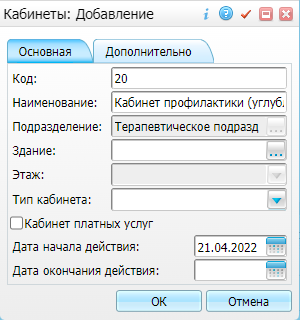 Кабинеты: Добавление
Основная Дополнительно
Код: 20
Наименование: Кабинет профилактики (углубл.
Подразделение: Терапевтическое подразд ...
Здание: ...
Этаж:
Тип кабинета:
Кабинет платных услуг
Дата начала действия: 21.04.2022
Дата окончания действия:
ОК Отмена